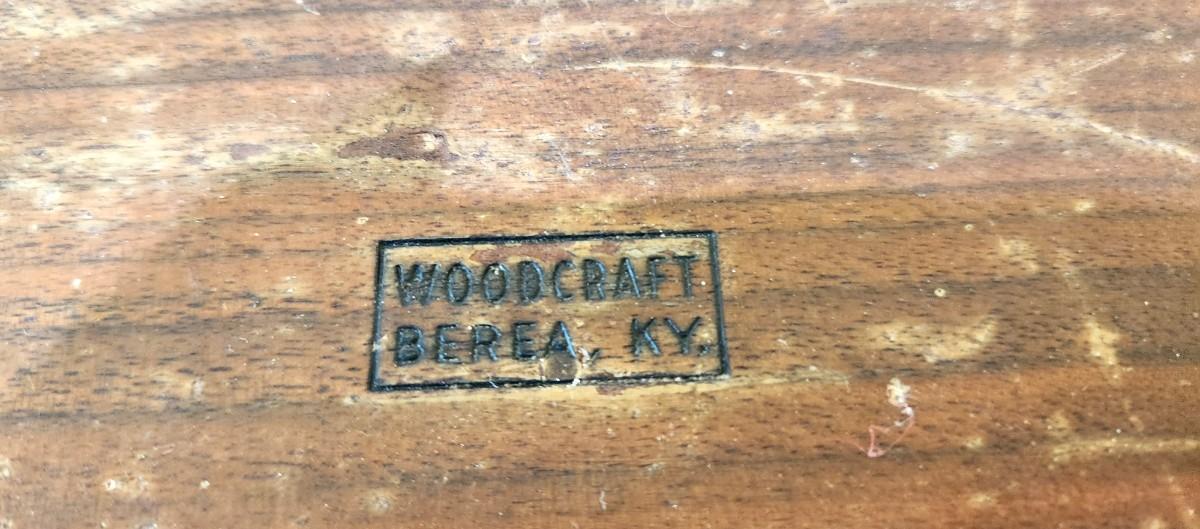 WOODCRAFT
BEREA, KY.